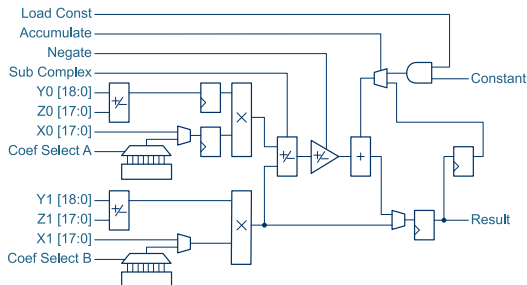 Load Const
Accumulate
Negate
Sub Complex
Y0 [18:0]
Z0 [17:0]
X0 [17:0]
Coef Select A
Y1 [18:0]
Z1 [17:0]
X1 [17:0]
Coef Select B
+/-
×
+/-
+/-
+
+/-
×
Constant
Result